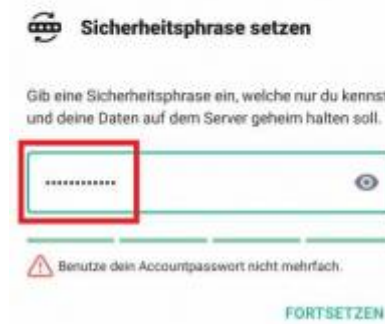 Sicherheitsphrase setzen
Gib eine Sicherheitsphrase ein, welche nur du kennst
und deine Daten auf dem Server geheim halten soll.
••••••••••••
Benutze dein Accountpasswort nicht mehrfach.
FORTSETZEN